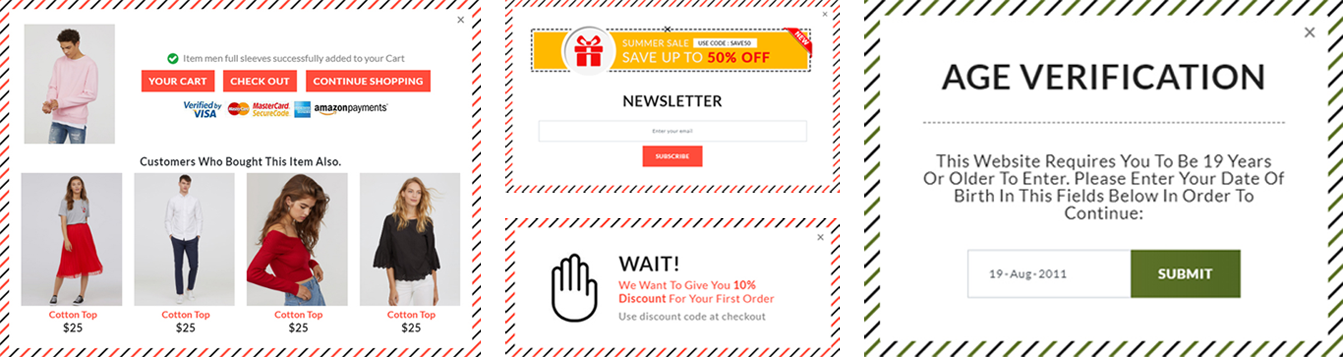 Item men full sleeves successfully added to your Cart
YOUR CART
CHECK OUT
CONTINUE SHOPPING
Verified by
VISA
MasterCard
MasterCard.
SecureCode.
amazonpayments
Customers Who Bought This Item Also.
Cotton Top
$25
Cotton Top
$25
Cotton Top
$25
Cotton Top
$25
SUMMER SALE
USE CODE : SAVE50
NEW
SAVE UP TO 50% OFF
NEWSLETTER
Enter your email
SUBSCRIBE
WAIT!
We Want To Give You 10%
Discount For Your First Order
Use discount code at checkout
AGE VERIFICATION
This Website Requires You To Be 19 Years
Or Older To Enter. Please Enter Your Date Of
Birth In This Fields Below In Order To
Continue:
19-Aug-2011
SUBMIT